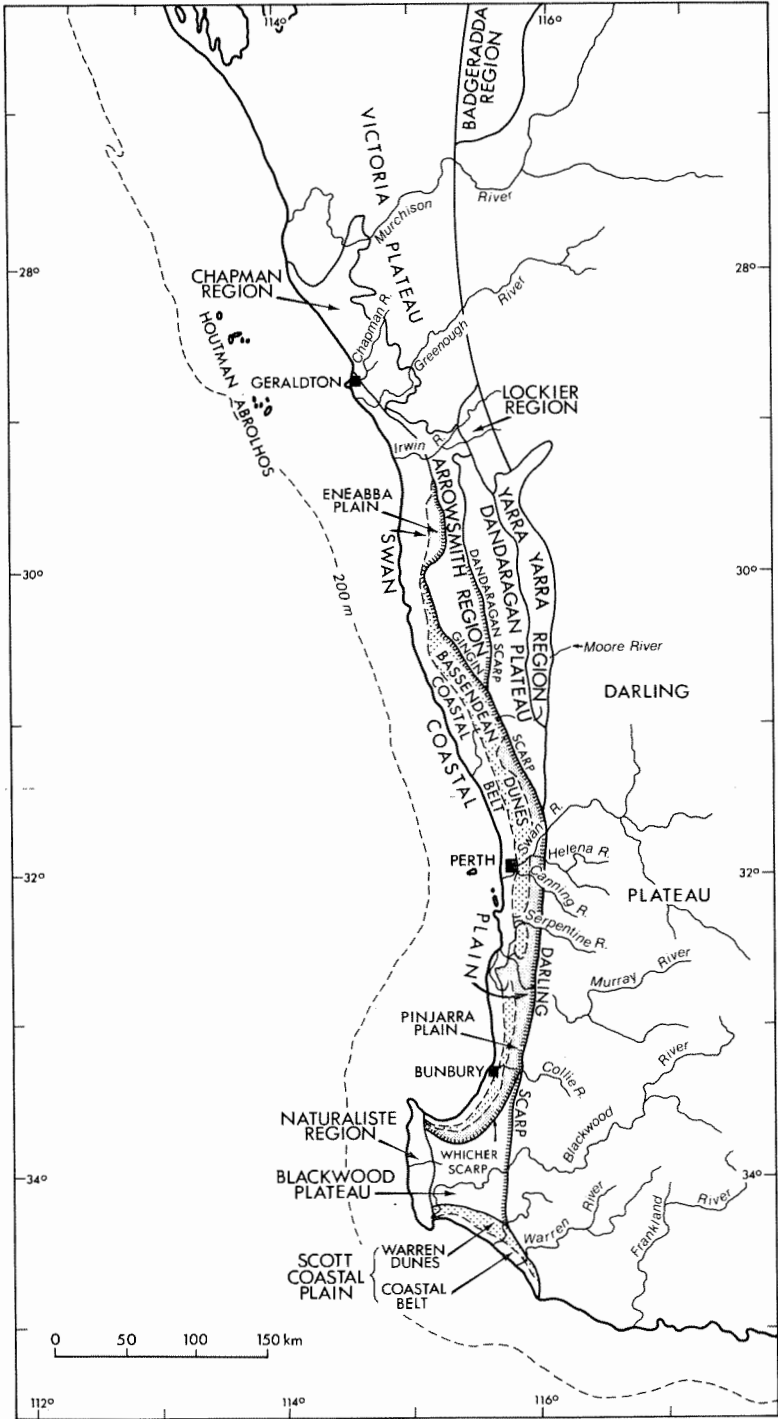 114°
116°
BADGERADDA
REGION
VICTORIA
PLATEAU
Murchison
River
28°
28°
CHAPMAN
REGION
Chapman R.
Greenough
River
HOUTMAN
ABROLHOS
GERALDTON
LOCKIER
REGION
Irwin R.
ENEABBA
PLAIN
ARROWSMITH REGION
YARRA YARRA REGION
DANDARAGAN PLATEAU
DANDARAGAN SCARP
SWAN
COASTAL
PLAIN
30°
30°
200 m
GINGIN
SCARP
BASSENDEAN
DUNES
COASTAL
BELT
Moore River
DARLING
PLATEAU
Swan R.
PERTH
Helena R.
32°
32°
Canning R.
Serpentine R.
DARLING
SCARP
Murray River
PINJARRA
PLAIN
BUNBURY
Collie R.
Blackwood
River
NATURALISTE
REGION
WHICHER
SCARP
34°
34°
BLACKWOOD
PLATEAU
Warren
River
Frankland
River
SCOTT
COASTAL
PLAIN
WARREN
DUNES
COASTAL
BELT
0 50 100 150 km
112°
114°
116°